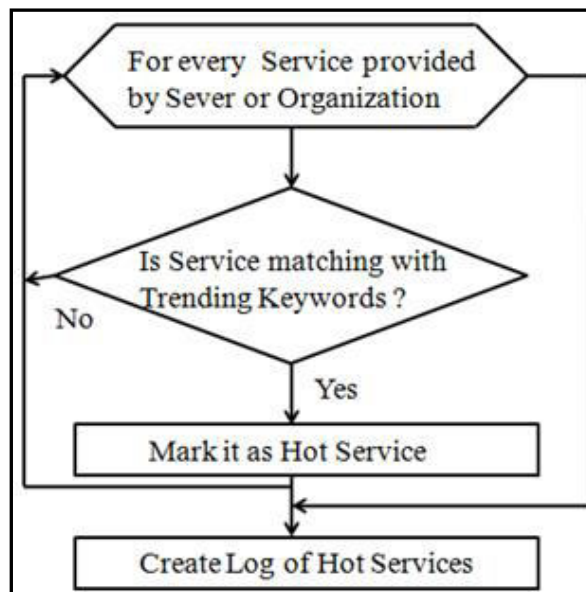 For every Service provided
by Sever or Organization
Is Service matching with
Trending Keywords ?
No
Yes
Mark it as Hot Service
Create Log of Hot Services